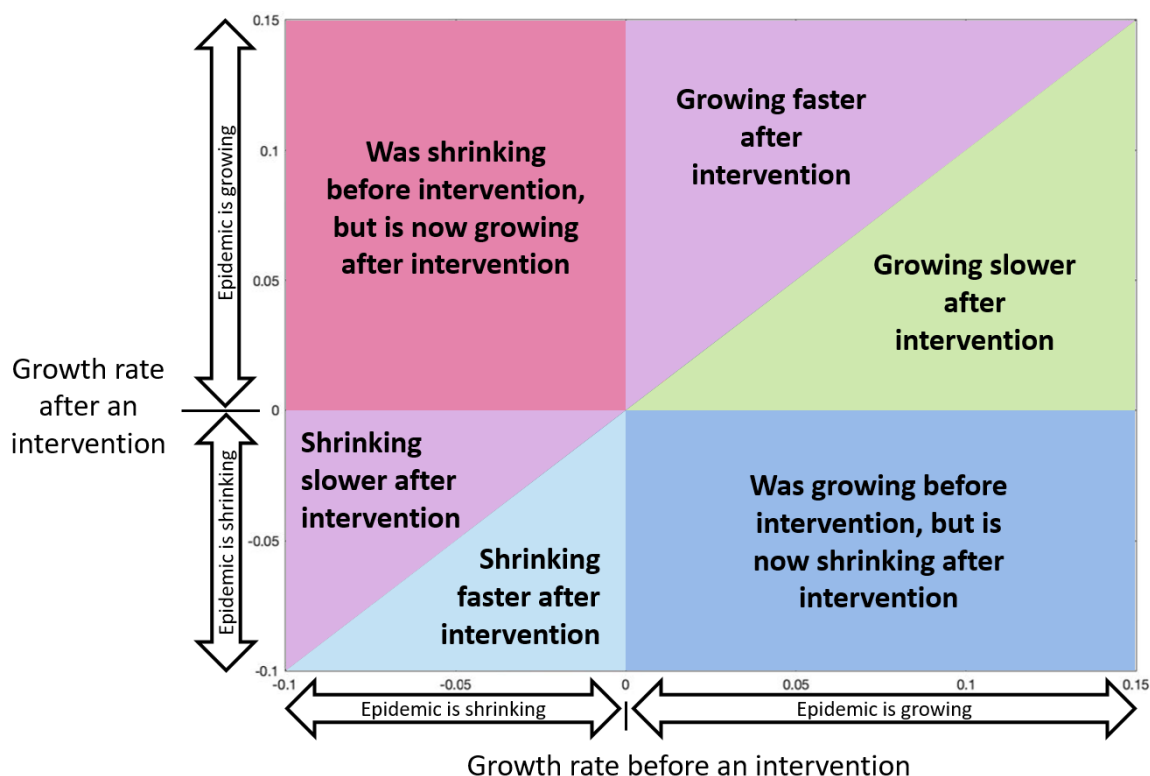 0.15
0.1
0.05
0
-0.05
-0.1
Epidemic is growing
Epidemic is shrinking
Growth rate
after an
intervention
Was shrinking
before intervention,
but is now growing
after intervention
Growing faster
after
intervention
Growing slower
after
intervention
Shrinking
slower after
intervention
Shrinking
faster after
intervention
Was growing before
intervention, but is
now shrinking after
intervention
-0.1
-0.05
0
0.05
0.1
0.15
Epidemic is shrinking
Epidemic is growing
Growth rate before an intervention